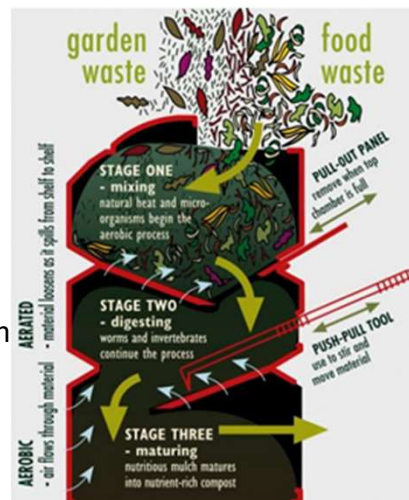 garden
waste
food
waste
STAGE ONE
- mixing
natural heat and micro-
organisms begin the
aerobic process
PULL-OUT PANEL
remove when top
chamber is full
STAGE TWO
- digesting
worms and invertebrates
continue the process
PUSH-PULL TOOL
use to stir and
move material
STAGE THREE -
- maturing
nutritious mulch matures
into nutrient-rich compost
AERATED
- material loosens as it spills from shelf to shelf
AEROBIC
- air flows through material